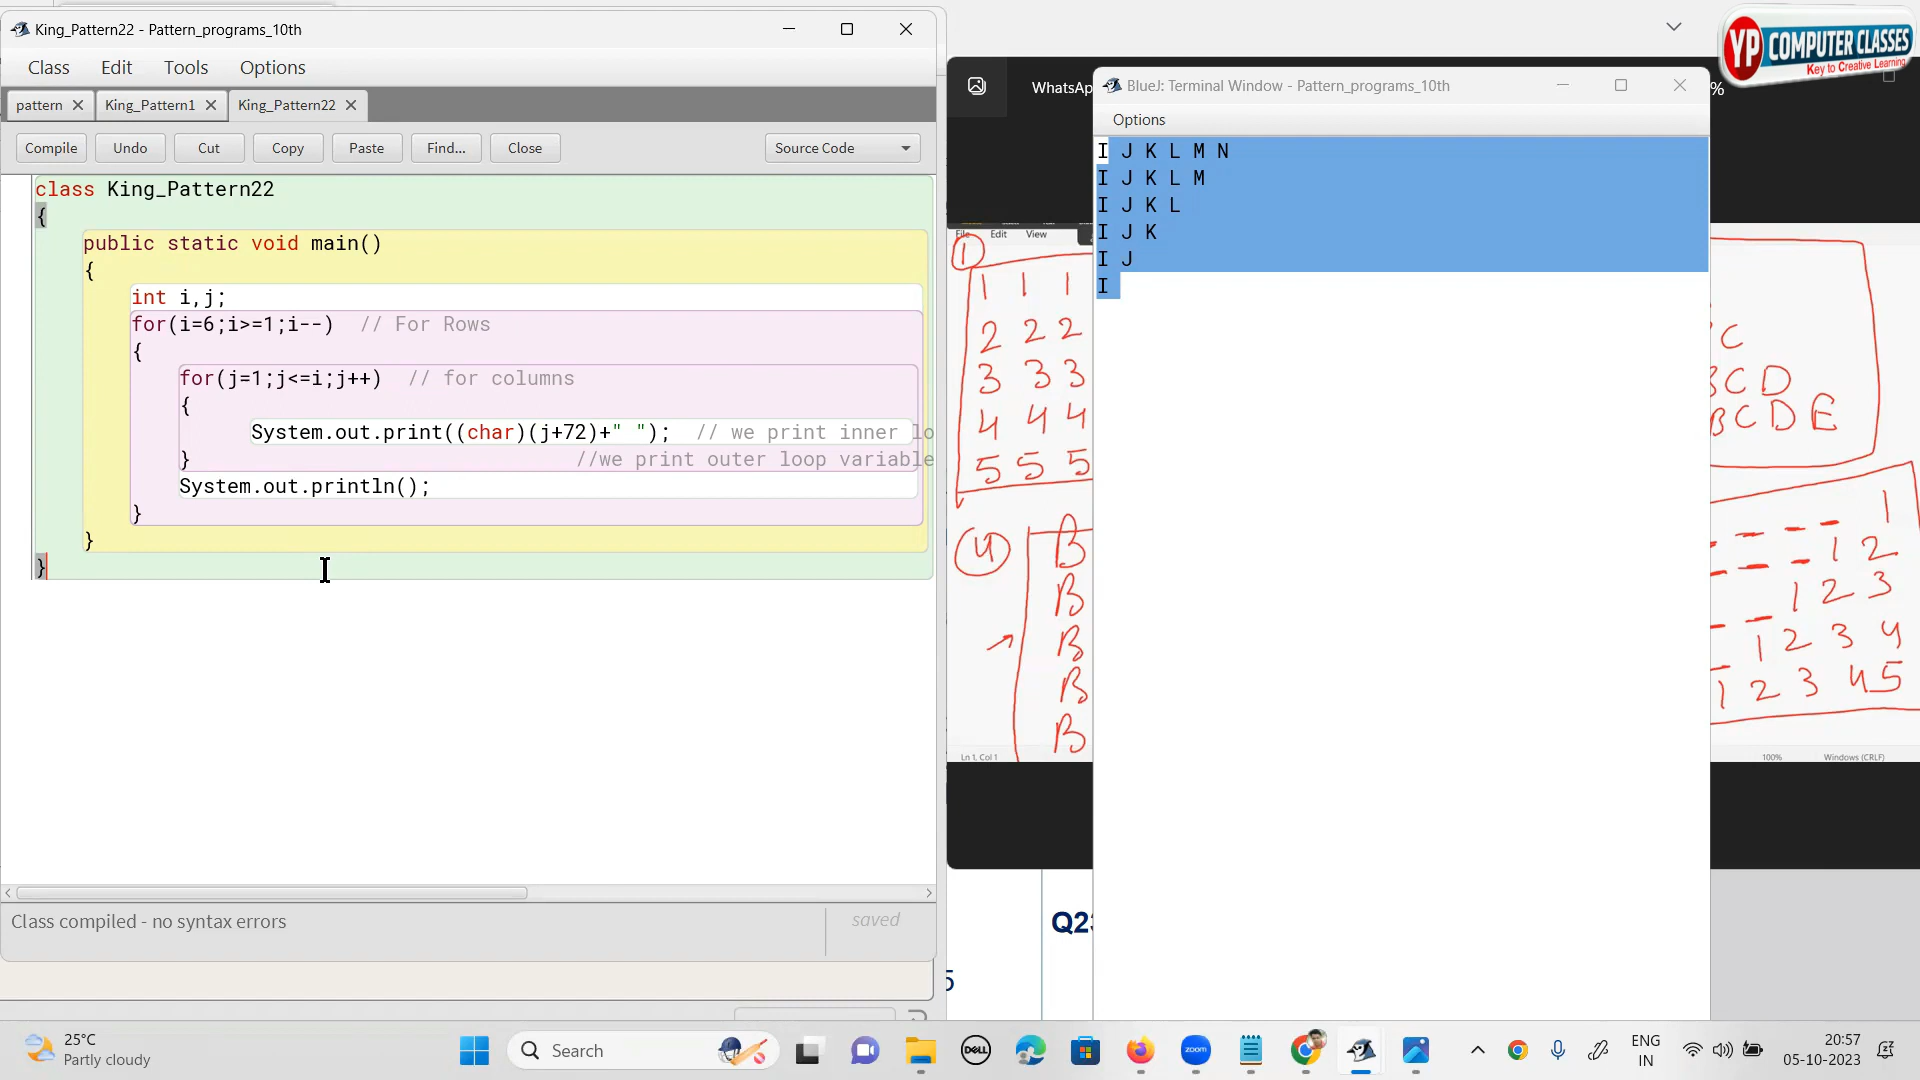 King_Pattern22 - Pattern_programs_10th
Class Edit Tools Options
pattern King_Pattern1 King_Pattern22
Compile Undo Cut Copy Paste Find... Close Source Code
class King_Pattern22
{
public static void main()
{
int i,j;
for(i=6;i>=1;i--) // For Rows
{
for(j=1;j<=i;j++) // for columns
{
System.out.print((char)(j+72)+" "); // we print inner lo
} //we print outer loop variable
System.out.println();
}
}
}
Class compiled - no syntax errors
saved
YP COMPUTER CLASSES
Key to Creative Learning
WhatsAp
%
BlueJ: Terminal Window - Pattern_programs_10th
Options
I J K L M N
I J K L M
I J K L
I J K
I J
I
File Edit View
1
1 1 1
2 2 2
3 3 3
4 4 4
5 5 5
4
B
B
B
B
B
Ln 1, Col 1
C
BCD
BCDE
1
1 2
1 2 3
1 2 3 4
1 2 3 4 5
100% Windows (CRLF)
Q23
5
25°C
Partly cloudy
Search
DELL
zoom
ENG
IN
20:57
05-10-2023